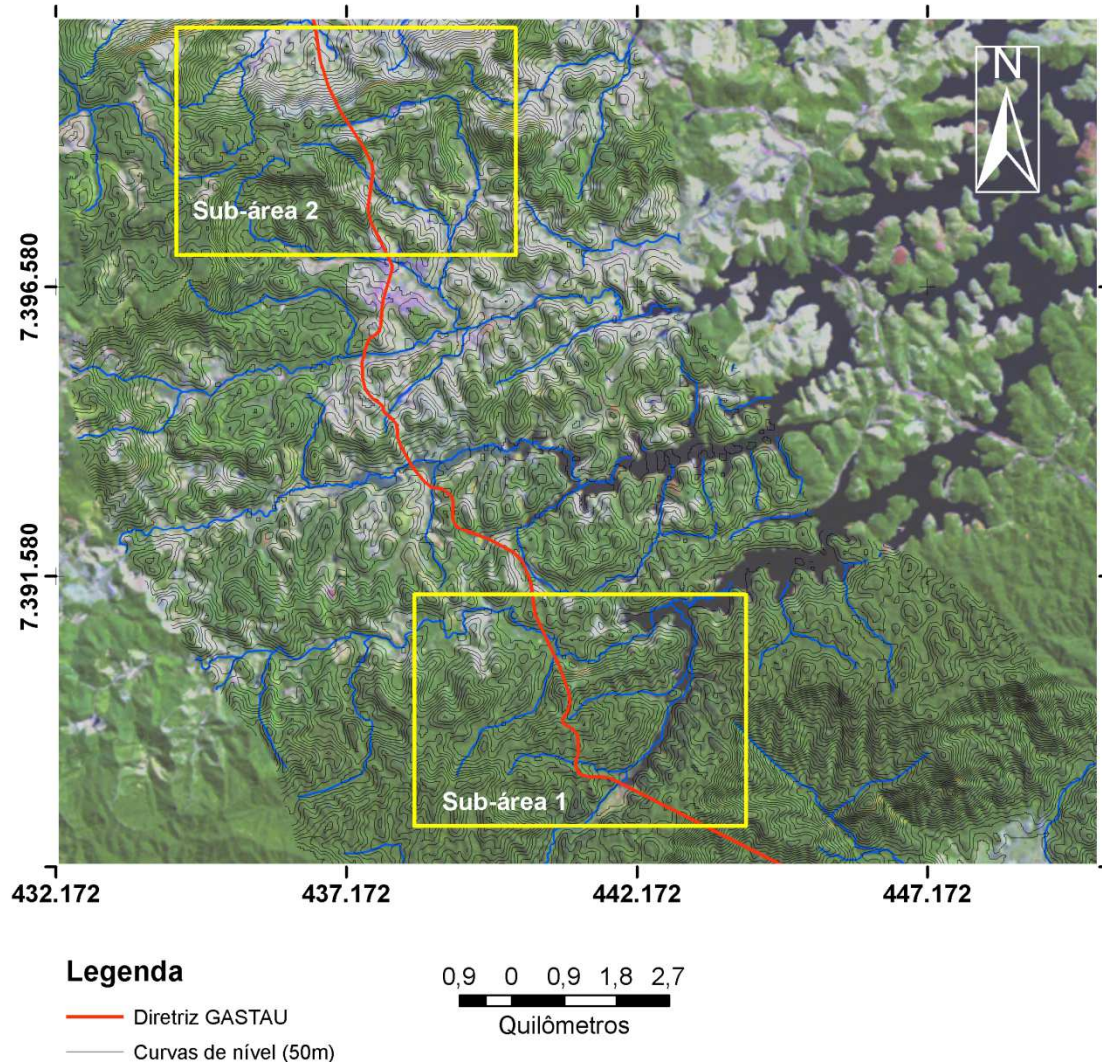 N
Sub-área 2
7.396.580
7.391.580
Sub-área 1
432.172 437.172 442.172 447.172
Legenda
0,9 0 0,9 1,8 2,7
Quilômetros
Diretriz GASTAU
Curvas de nível (50m)